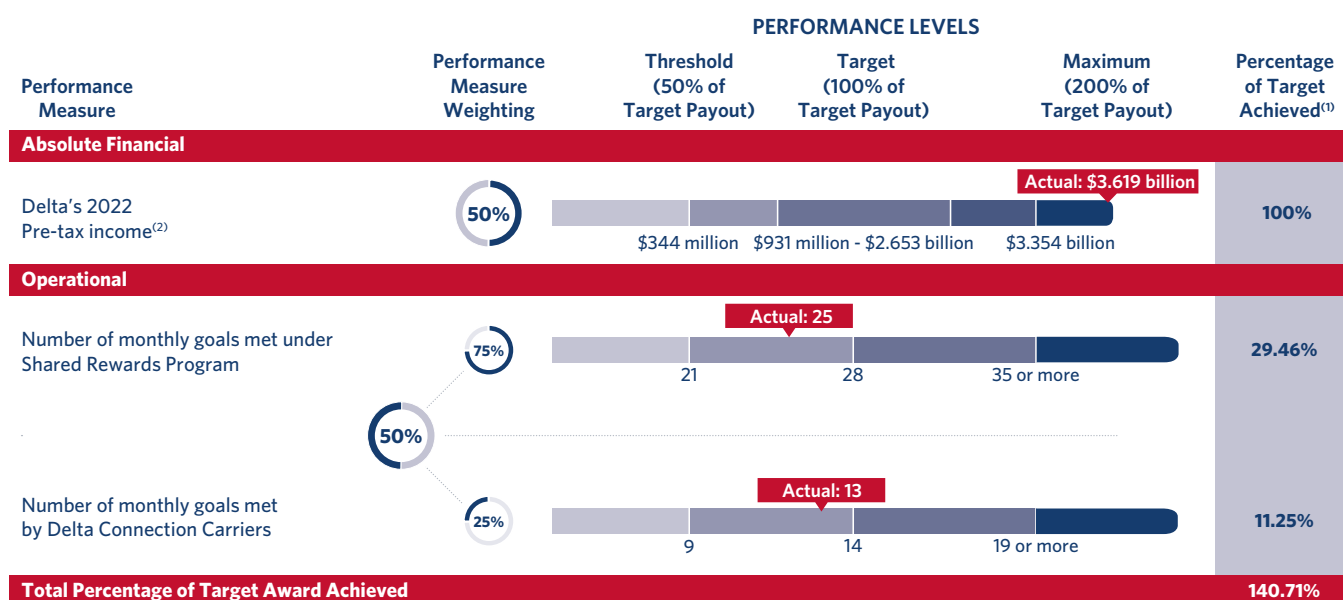 PERFORMANCE LEVELS
Performance
Measure
Performance
Measure
Weighting
Threshold
(50% of
Target Payout)
Target
(100% of
Target Payout)
Maximum
(200% of
Target Payout)
Percentage
of Target
Achieved(1)
Absolute Financial
Delta's 2022
Pre-tax income(2)
50%
Actual: $3.619 billion
$344 million
$931 million - $2.653 billion
$3.354 billion
100%
Operational
Number of monthly goals met under
Shared Rewards Program
75%
Actual: 25
21
28
35 or more
29.46%
50%
Number of monthly goals met
by Delta Connection Carriers
25%
Actual: 13
9
14
19 or more
11.25%
Total Percentage of Target Award Achieved
140.71%